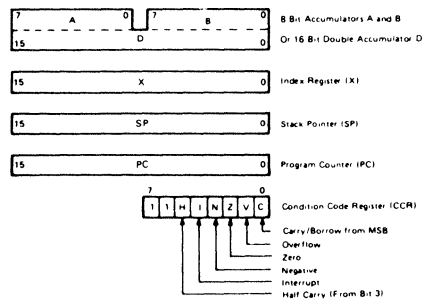 7 A 0 7 B 0 8 Bit Accumulators A and B
15 D 0 Or 16 Bit Double Accumulator D
15 X 0 Index Register (X)
15 SP 0 Stack Pointer (SP)
15 PC 0 Program Counter (PC)
7 0
1 1 H I N Z V C Condition Code Register (CCR)
Carry/Borrow from MSB
Overflow
Zero
Negative
Interrupt
Half Carry (From Bit 3)